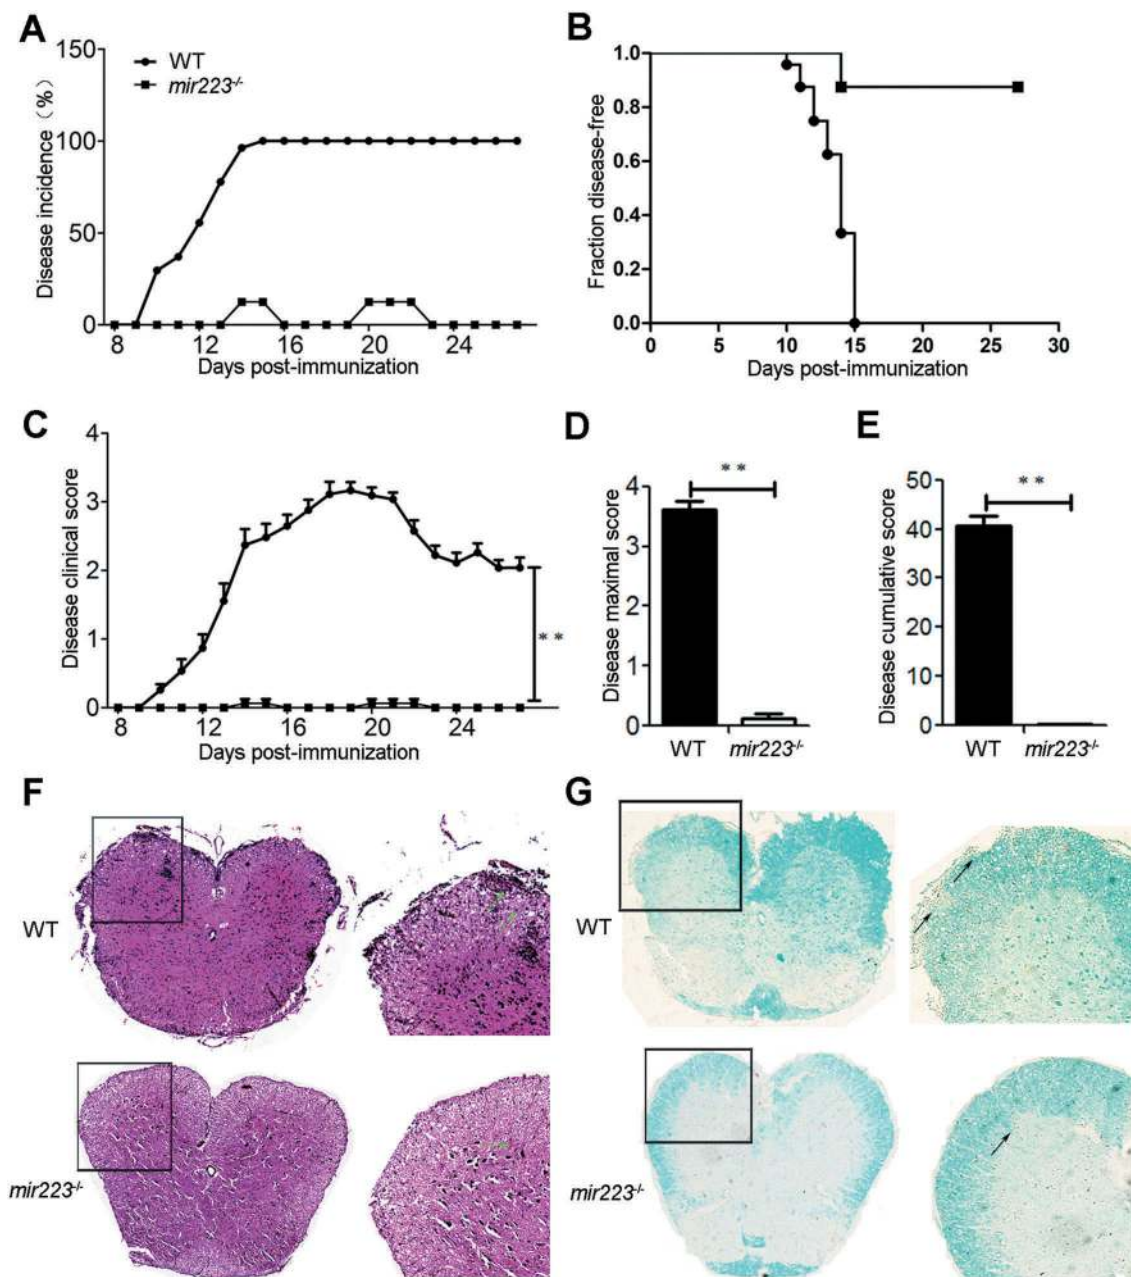 A
150
WT
mir223-/-
100
50
0
Disease incidence (%)
8 12 16 20 24
Days post-immunization
B
1.0
0.8
0.6
0.4
0.2
0.0
Fraction disease-free
0 5 10 15 20 25 30
Days post-immunization
C
4
3
2
1
0
Disease clinical score
**
8 12 16 20 24
Days post-immunization
D
**
4
3
2
1
0
Disease maximal score
WT mir223-/-
E
**
50
40
30
20
10
0
Disease cumulative score
WT mir223-/-
F
WT
mir223-/-
G
WT
mir223-/-